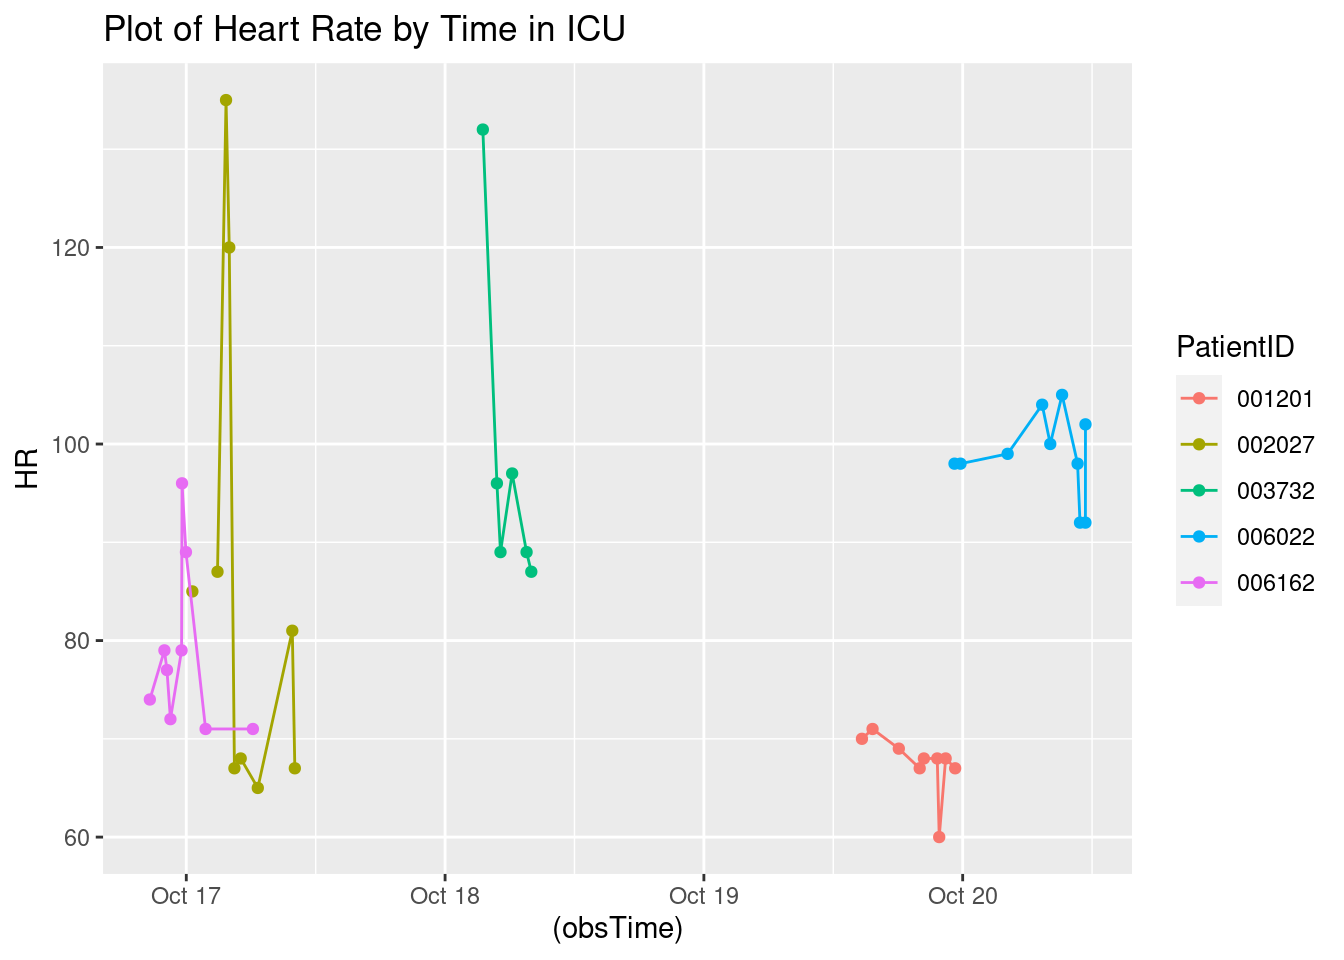 Plot of Heart Rate by Time in ICU
HR
120
100
80
60
Oct 17
Oct 18
Oct 19
Oct 20
(obsTime)
PatientID
001201
002027
003732
006022
006162